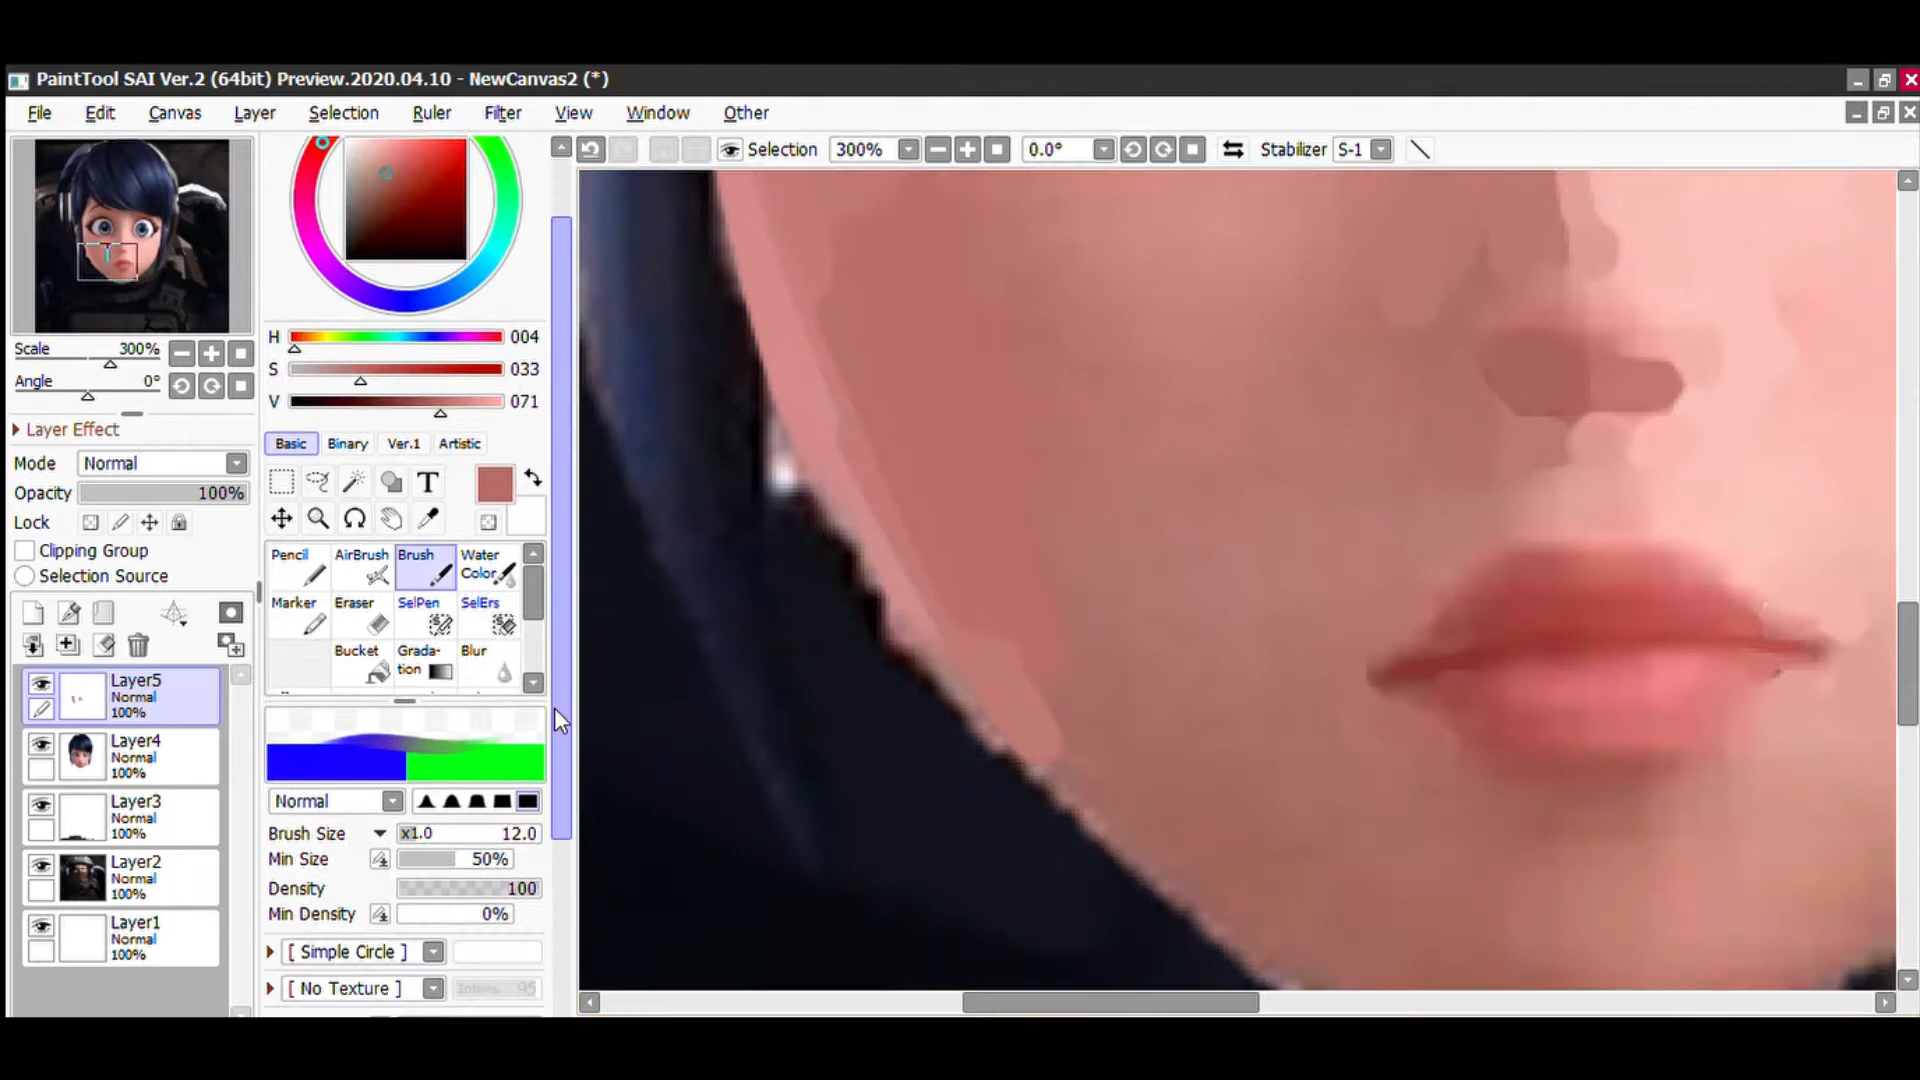 PaintTool SAI Ver.2 (64bit) Preview.2020.04.10 - NewCanvas2 (*)
File Edit Canvas Layer Selection Ruler Filter View Window Other
Selection 300% 0.0° Stabilizer S-1
Scale 300%
Angle 0°
Layer Effect
Mode Normal
Opacity 100%
Lock
Clipping Group
Selection Source
Layer5
Normal
100%
Layer4
Normal
100%
Layer3
Normal
100%
Layer2
Normal
100%
Layer1
Normal
100%
H 004
S 033
V 071
Basic Binary Ver.1 Artistic
T
Pencil AirBrush Brush Water Color
Marker Eraser SelPen SelErs
Bucket Grada-tion Blur
Normal
Brush Size x1.0 12.0
Min Size 50%
Density 100
Min Density 0%
[ Simple Circle ]
[ No Texture ] Intens. 95